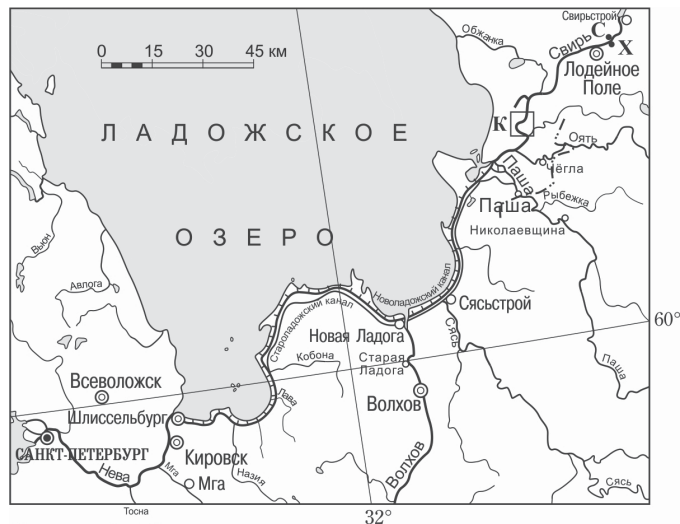 Свирьстрой
Обжанка
Свирь
С
Х
Лодейное
Поле
0 15 30 45 км
ЛАДОЖСКОЕ
К
Оять
Чёгла
Паша
Рыбежка
Паша
Николаевщина
ОЗЕРО
Вьюн
Авлога
Новоладожский канал
Староладожский канал
Сясьстрой
60°
Новая Ладога
Сясь
Кобона
Старая
Ладога
Паша
Всеволожск
Лава
Волхов
Шлиссельбург
САНКТ-ПЕТЕРБУРГ
Кировск
Нева
Мга
Назия
Мга
Волхов
Сясь
Тосна
32°